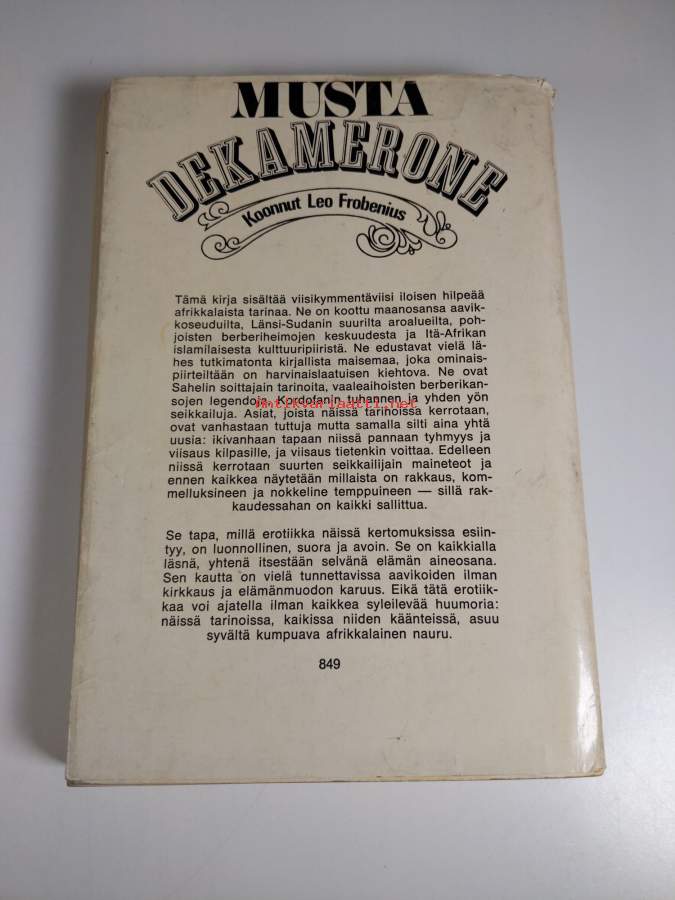 MUSTA
DEKAMERONE
Koonnut Leo Frobenius
Tämä kirja sisältää viisikymmentäviisi iloisen hilpeää
afrikkalaista tarinaa. Ne on koottu maanosansa aavik-
koseuduilta, Länsi-Sudanin suurilta aroalueilta, poh-
joisten berberiheimojen keskuudesta ja Itä-Afrikan
islamilaisesta kulttuuripiiristä. Ne edustavat vielä lä-
hes tutkimatonta kirjallista maisemaa, joka ominais-
piirteiltään on harvinaislaatuisen kiehtova. Ne ovat
Sahelin soittajain tarinoita, vaaleaihoisten berberikan-
sojen legendoja, Kordofanin tuhannen ja yhden yön
antikvariaatti.net
seikkailuja. Asiat, joista näissä tarinoissa kerrotaan,
ovat vanhastaan tuttuja mutta samalla silti aina yhtä
uusia: ikivanhaan tapaan niissä pannaan tyhmyys ja
viisaus kilpasille, ja viisaus tietenkin voittaa. Edelleen
niissä kerrotaan suurten seikkailijain maineteot ja
ennen kaikkea näytetään millaista on rakkaus, kom-
melluksineen ja nokkeline temppuineen — sillä rak-
kaudessahan on kaikki sallittua.
Se tapa, millä erotiikka näissä kertomuksissa esiin-
tyy, on luonnollinen, suora ja avoin. Se on kaikkialla
läsnä, yhtenä itsestään selvänä elämän aineosana.
Sen kautta on vielä tunnettavissa aavikoiden ilman
kirkkaus ja elämänmuodon karuus. Eikä tätä erotiik-
kaa voi ajatella ilman kaikkea syleilevää huumoria:
näissä tarinoissa, kaikissa niiden käänteissä, asuu
syvältä kumpuava afrikkalainen nauru.
849